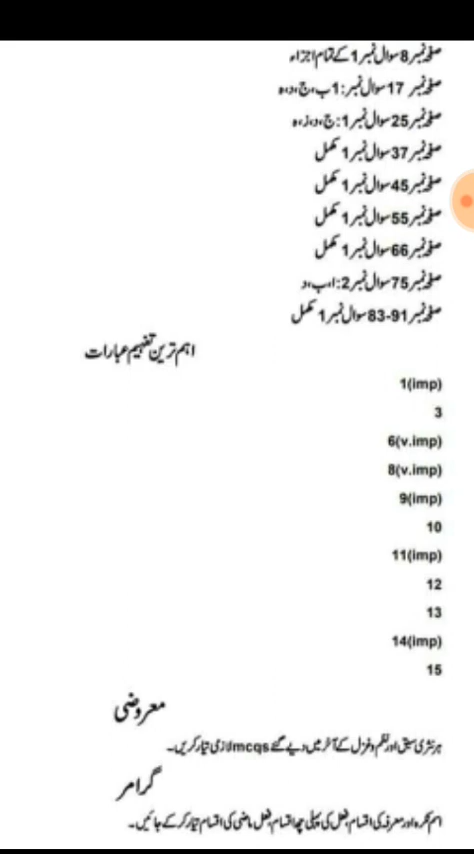 صفحہ نمبر 8 سوال نمبر 1 کے تمام اجزاء
صفحہ نمبر 17 سوال نمبر: 1 ب، ج، د، ہ
صفحہ نمبر 25 سوال نمبر 1: ج، د، ز، ہ
صفحہ نمبر 37 سوال نمبر 1 مکمل
صفحہ نمبر 45 سوال نمبر 1 مکمل
صفحہ نمبر 55 سوال نمبر 1 مکمل
صفحہ نمبر 66 سوال نمبر 1 مکمل
صفحہ نمبر 75 سوال نمبر 2: ا، ب، د
صفحہ نمبر 91-83 سوال نمبر 1 مکمل
اہم ترین تفہیم عبارات
1(imp)
3
6(v.imp)
8(v.imp)
9(imp)
10
11(imp)
12
13
14(imp)
15
معروضی
ہر نثری سبق اور نظم و غزل کے آخر میں دیے گئے mcqs لازمی تیار کریں۔
گرامر
اسم نکرہ اور معرفہ کی اقسام، فعل کی پہلی چھ اقسام، فعل ماضی کی اقسام تیار کر کے جائیں۔